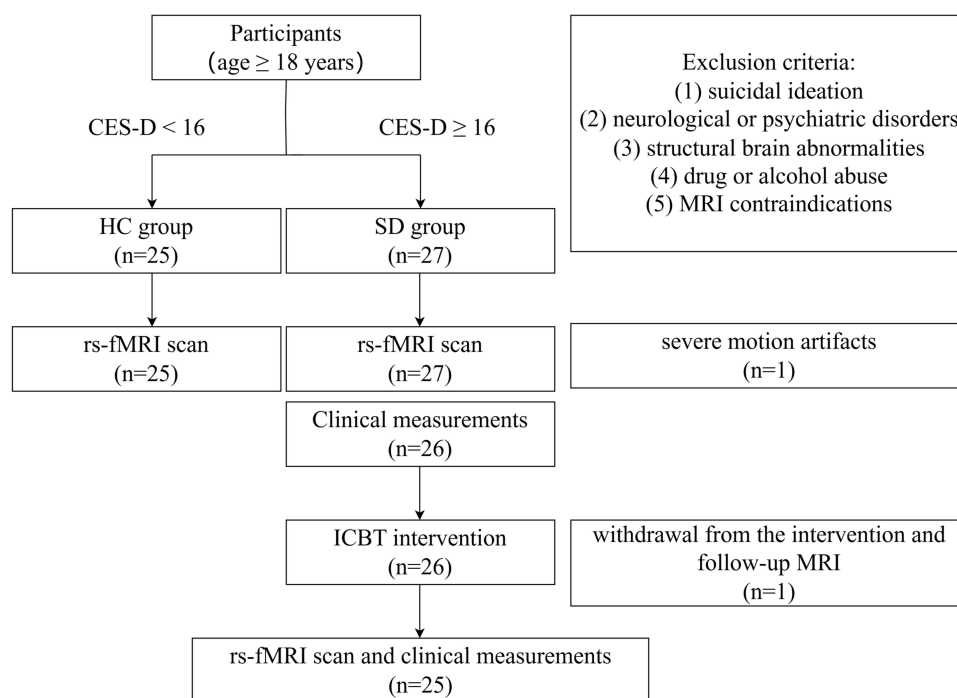 Participants
(age ≥ 18 years)
Exclusion criteria:
(1) suicidal ideation
(2) neurological or psychiatric disorders
(3) structural brain abnormalities
(4) drug or alcohol abuse
(5) MRI contraindications
CES-D < 16
CES-D ≥ 16
HC group
(n=25)
SD group
(n=27)
rs-fMRI scan
(n=25)
rs-fMRI scan
(n=27)
severe motion artifacts
(n=1)
Clinical measurements
(n=26)
ICBT intervention
(n=26)
withdrawal from the intervention and
follow-up MRI
(n=1)
rs-fMRI scan and clinical measurements
(n=25)